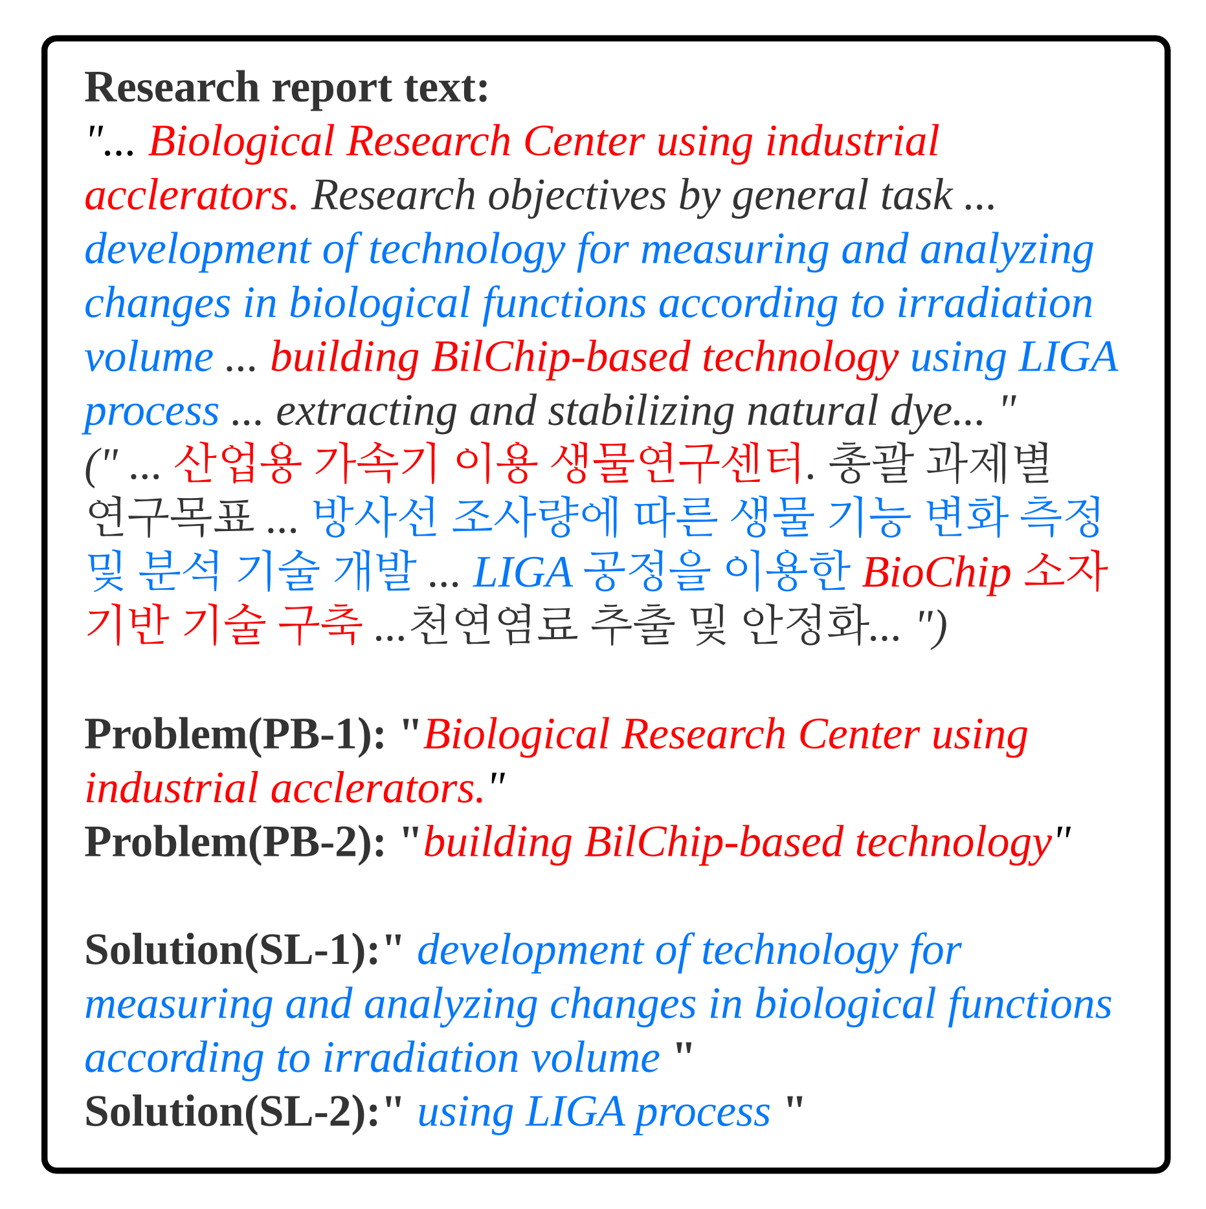 Research report text:
"... Biological Research Center using industrial
acclerators. Research objectives by general task ...
development of technology for measuring and analyzing
changes in biological functions according to irradiation
volume ... building BilChip-based technology using LIGA
process ... extracting and stabilizing natural dye... "
(" ... 산업용 가속기 이용 생물연구센터. 총괄 과제별
연구목표 ... 방사선 조사량에 따른 생물 기능 변화 측정
및 분석 기술 개발 ... LIGA 공정을 이용한 BioChip 소자
기반 기술 구축 ...천연염료 추출 및 안정화... ")
Problem(PB-1): "Biological Research Center using
industrial acclerators."
Problem(PB-2): "building BilChip-based technology"
Solution(SL-1):" development of technology for
measuring and analyzing changes in biological functions
according to irradiation volume "
Solution(SL-2):" using LIGA process "